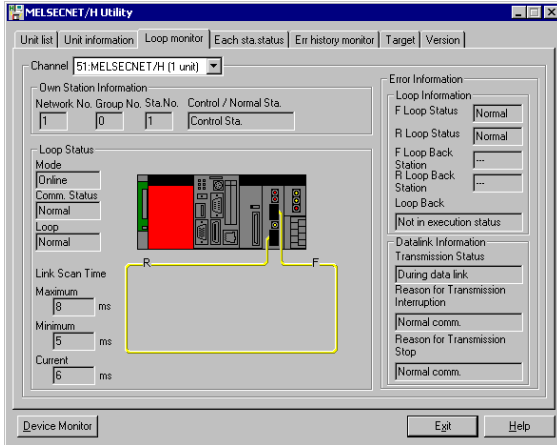 MELSECNET/H Utility
Unit list Unit information Loop monitor Each sta.status Err history monitor Target Version
Channel 51:MELSECNET/H (1 unit)
Own Station Information
Network No. Group No. Sta.No. Control / Normal Sta.
1 0 1 Control Sta.
Loop Status
Mode
Online
Comm. Status
Normal
Loop
Normal
R F
Link Scan Time
Maximum
8 ms
Minimum
5 ms
Current
6 ms
Error Information
Loop Information
F Loop Status Normal
R Loop Status Normal
F Loop Back
Station ---
R Loop Back
Station ---
Loop Back
Not in execution status
Datalink Information
Transmission Status
During data link
Reason for Transmission
Interruption
Normal comm.
Reason for Transmission
Stop
Normal comm.
Device Monitor Exit Help